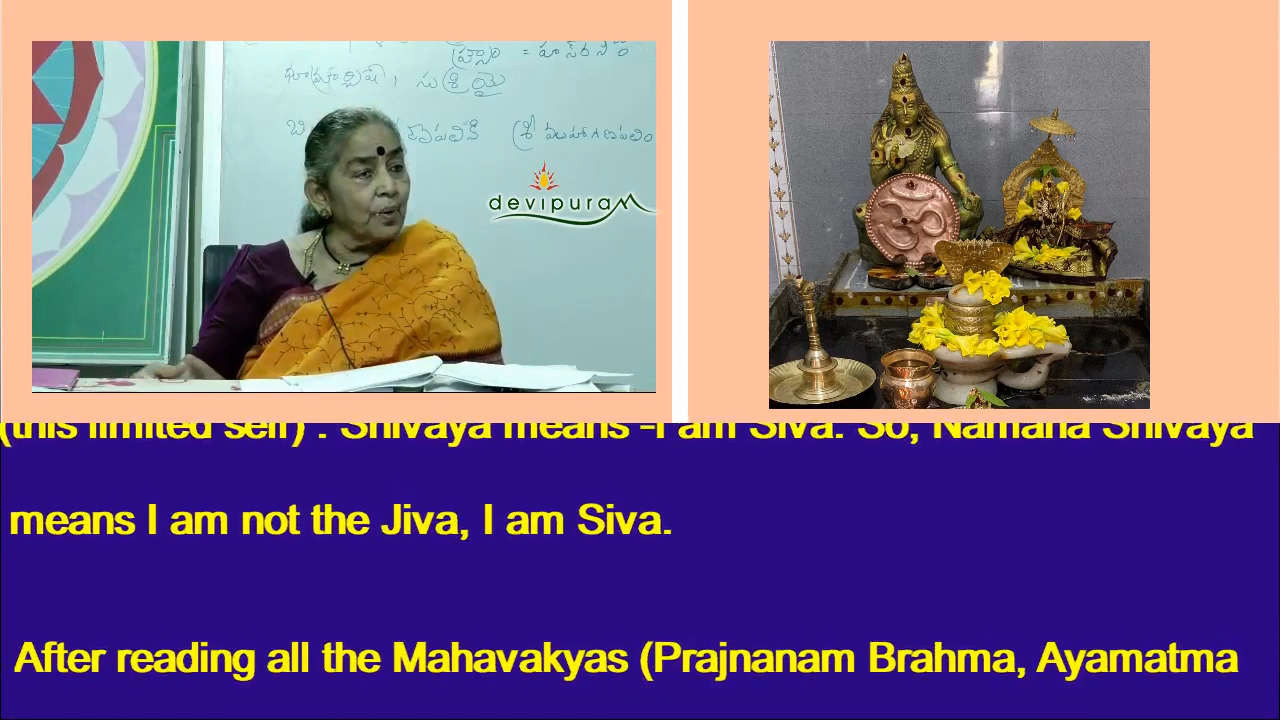 సుశ్రియై
శ్రీ
devipuram
(this limited self) . Shivaya means -I am Siva. So, Namaha Shivaya
means I am not the Jiva, I am Siva.
After reading all the Mahavakyas (Prajnanam Brahma, Ayamatma